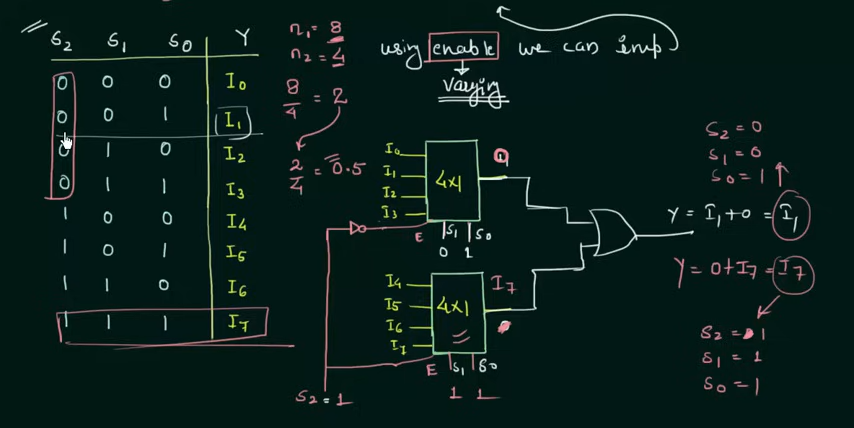 S2 S1 S0 Y
0 0 0 I0
0 0 1 I1
0 1 0 I2
0 1 1 I3
1 0 0 I4
1 0 1 I5
1 1 0 I6
1 1 1 I7
n1 = 8
n2 = 4
8/4 = 2
2/4 = 0.5
using enable we can imp
Varying
I0
I1
I2
I3
4x1
E S1 S0
0 1
I4
I5
I6
I7
4x1
I7
E S1 S0
1 1
S2 = 1
S2 = 0
S1 = 0
S0 = 1
Y = I1 + 0 = I1
Y = 0 + I7 = I7
S2 = 1
S1 = 1
S0 = 1